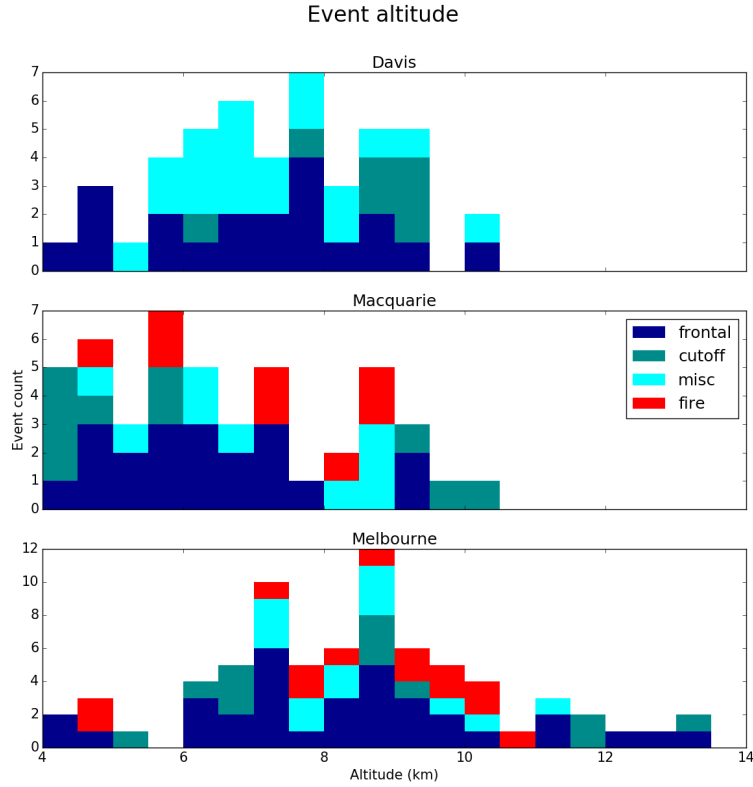 Event altitude
Davis
7
6
5
4
3
2
1
0
Macquarie
7
6
5
4
3
2
1
0
Event count
frontal
cutoff
misc
fire
Melbourne
12
10
8
6
4
2
0
4 6 8 10 12 14
Altitude (km)